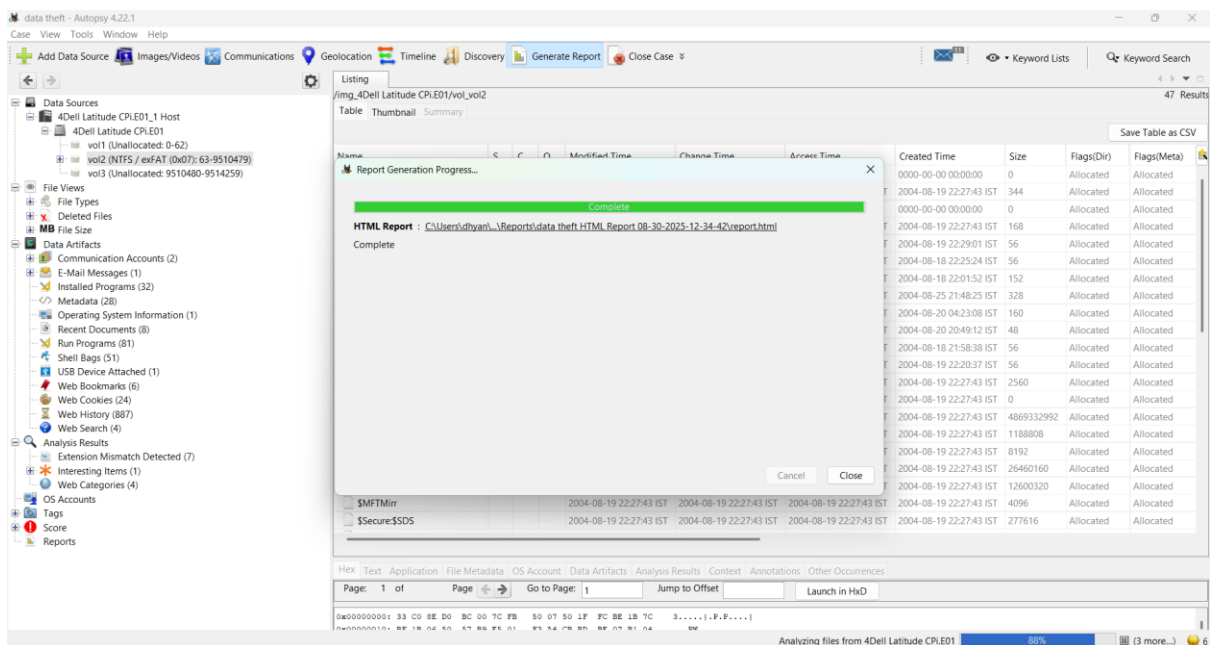 data theft - Autopsy 4.22.1
Case View Tools Window Help
Add Data Source Images/Videos Communications Geolocation Timeline Discovery Generate Report Close Case Keyword Lists Keyword Search
Listing
/img_4Dell Latitude CPi.E01/vol_vol2
47 Results
Table Thumbnail Summary
Save Table as CSV
Name S C O Modified Time Change Time Access Time Created Time Size Flags(Dir) Flags(Meta)
Data Sources
4Dell Latitude CPi.E01_1 Host
4Dell Latitude CPi.E01
vol1 (Unallocated: 0-62)
vol2 (NTFS / exFAT (0x07): 63-9510479)
vol3 (Unallocated: 9510480-9514259)
File Views
File Types
Deleted Files
MB File Size
Data Artifacts
Communication Accounts (2)
E-Mail Messages (1)
Installed Programs (32)
Metadata (28)
Operating System Information (1)
Recent Documents (8)
Run Programs (81)
Shell Bags (51)
USB Device Attached (1)
Web Bookmarks (6)
Web Cookies (24)
Web History (887)
Web Search (4)
Analysis Results
Extension Mismatch Detected (7)
Interesting Items (1)
Web Categories (4)
OS Accounts
Tags
Score
Reports
Report Generation Progress...
Complete
HTML Report : C:\Users\dhyan\...\Reports\data theft HTML Report 08-30-2025-12-34-42\report.html
Complete
Cancel Close
0000-00-00 00:00:00 0 Allocated Allocated
2004-08-19 22:27:43 IST 344 Allocated Allocated
0000-00-00 00:00:00 0 Allocated Allocated
2004-08-19 22:27:43 IST 168 Allocated Allocated
2004-08-19 22:29:01 IST 56 Allocated Allocated
2004-08-18 22:25:24 IST 56 Allocated Allocated
2004-08-18 22:01:52 IST 152 Allocated Allocated
2004-08-25 21:48:25 IST 328 Allocated Allocated
2004-08-20 04:23:08 IST 160 Allocated Allocated
2004-08-20 20:49:12 IST 48 Allocated Allocated
2004-08-18 21:58:38 IST 56 Allocated Allocated
2004-08-19 22:20:37 IST 56 Allocated Allocated
2004-08-19 22:27:43 IST 2560 Allocated Allocated
2004-08-19 22:27:43 IST 0 Allocated Allocated
2004-08-19 22:27:43 IST 4869332992 Allocated Allocated
2004-08-19 22:27:43 IST 1188808 Allocated Allocated
2004-08-19 22:27:43 IST 8192 Allocated Allocated
2004-08-19 22:27:43 IST 26460160 Allocated Allocated
2004-08-19 22:27:43 IST 12600320 Allocated Allocated
$MFTMirr 2004-08-19 22:27:43 IST 2004-08-19 22:27:43 IST 2004-08-19 22:27:43 IST 2004-08-19 22:27:43 IST 4096 Allocated Allocated
$Secure:$SDS 2004-08-19 22:27:43 IST 2004-08-19 22:27:43 IST 2004-08-19 22:27:43 IST 2004-08-19 22:27:43 IST 277616 Allocated Allocated
Hex Text Application File Metadata OS Account Data Artifacts Analysis Results Context Annotations Other Occurrences
Page: 1 of Page Go to Page: 1 Jump to Offset Launch in HxD
0x00000000: 33 C0 8E D0 BC 00 7C FB 50 07 50 1F FC BE 1B 7C 3.....|.P.P....|
Analyzing files from 4Dell Latitude CPi.E01 88% (3 more...) 6